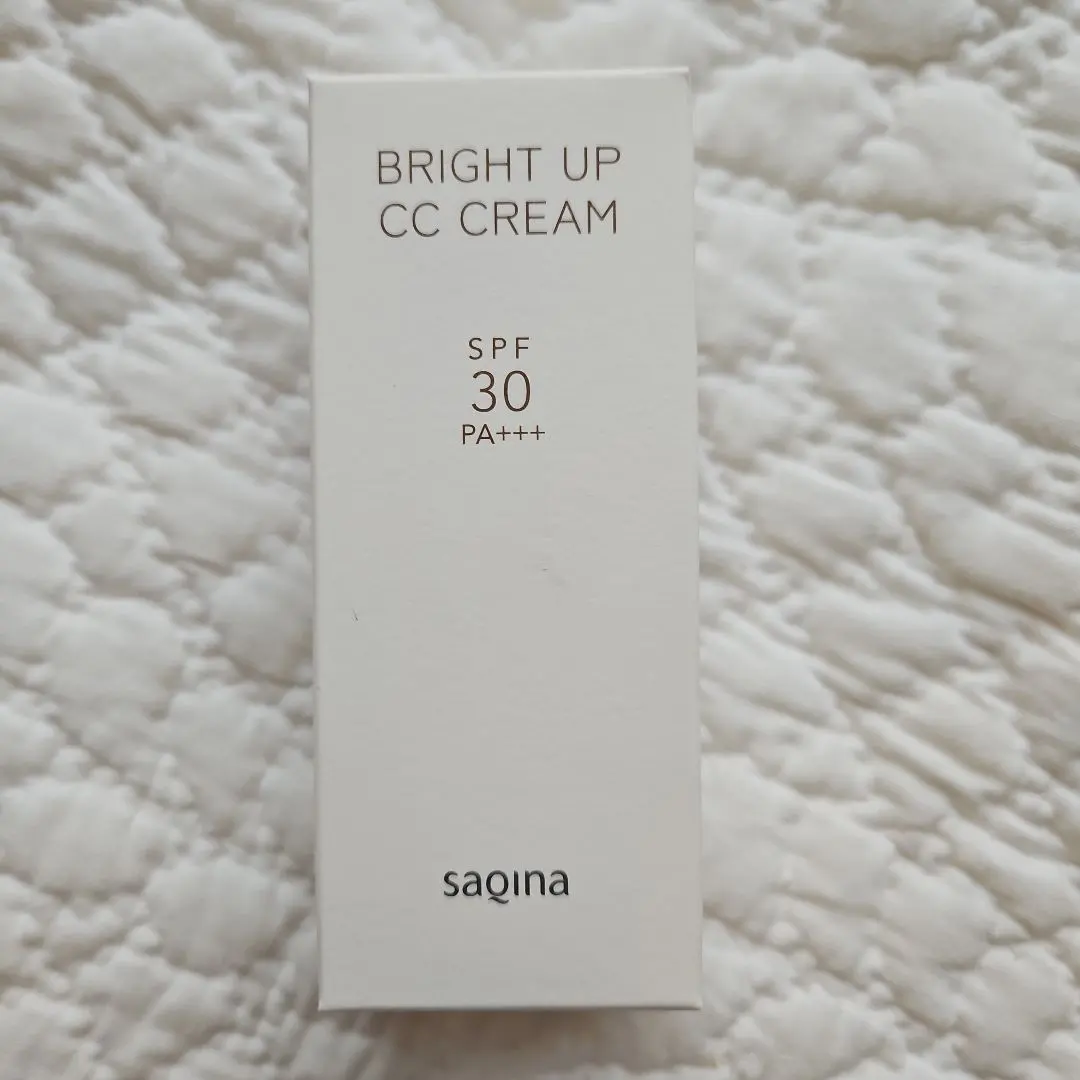 BRIGHT UP
CC CREAM
SPF
30
PA+++
saqina